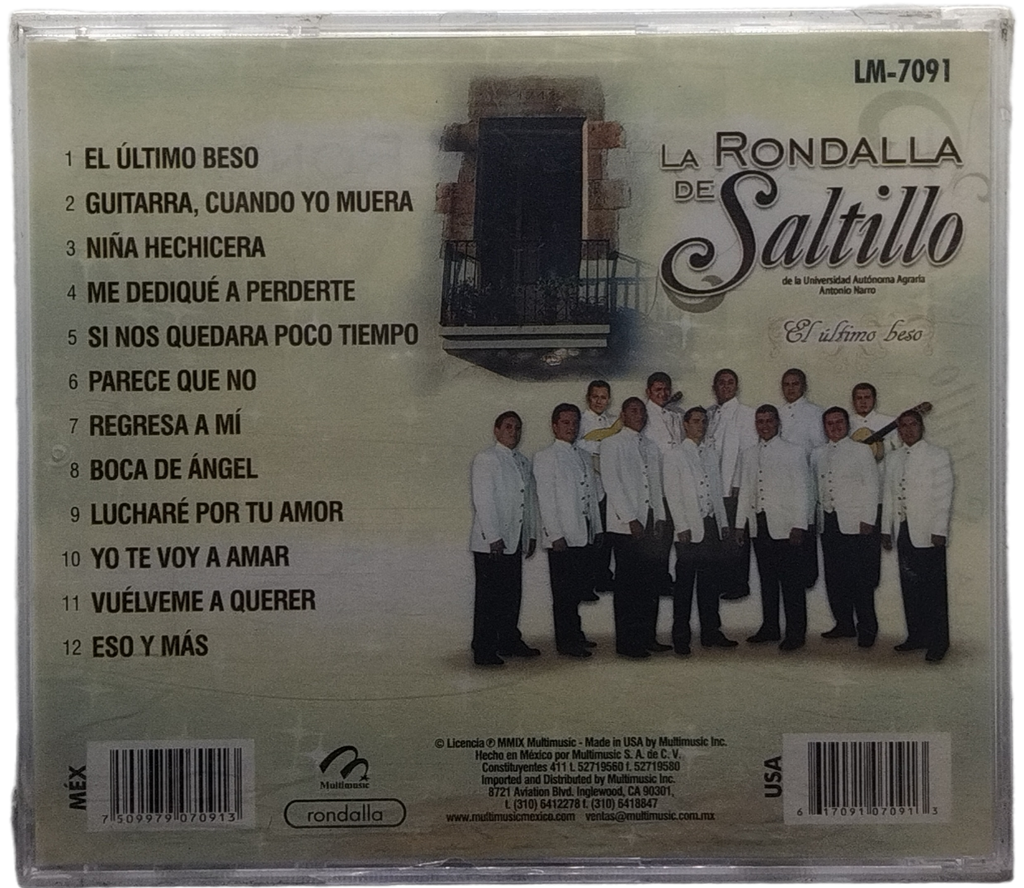 LM-7091
LA RONDALLA
DE Saltillo
de la Universidad Autónoma Agraria
Antonio Narro
El último beso
1 EL ÚLTIMO BESO
2 GUITARRA, CUANDO YO MUERA
3 NIÑA HECHICERA
4 ME DEDIQUÉ A PERDERTE
5 SI NOS QUEDARA POCO TIEMPO
6 PARECE QUE NO
7 REGRESA A MÍ
8 BOCA DE ÁNGEL
9 LUCHARÉ POR TU AMOR
10 YO TE VOY A AMAR
11 VUÉLVEME A QUERER
12 ESO Y MÁS
MÉX
7 509979 070913
Multimusic
rondalla
© Licencia ℗ MMIX Multimusic - Made in USA by Multimusic Inc.
Hecho en México por Multimusic S. A. de C. V.
Constituyentes 411 t. 52719560 f. 52719580
Imported and Distributed by Multimusic Inc.
8721 Aviation Blvd. Inglewood, CA 90301,
t. (310) 6412278 f. (310) 6418847
www.multimusicmexico.com ventas@multimusic.com.mx
USA
6 17091 07091 3